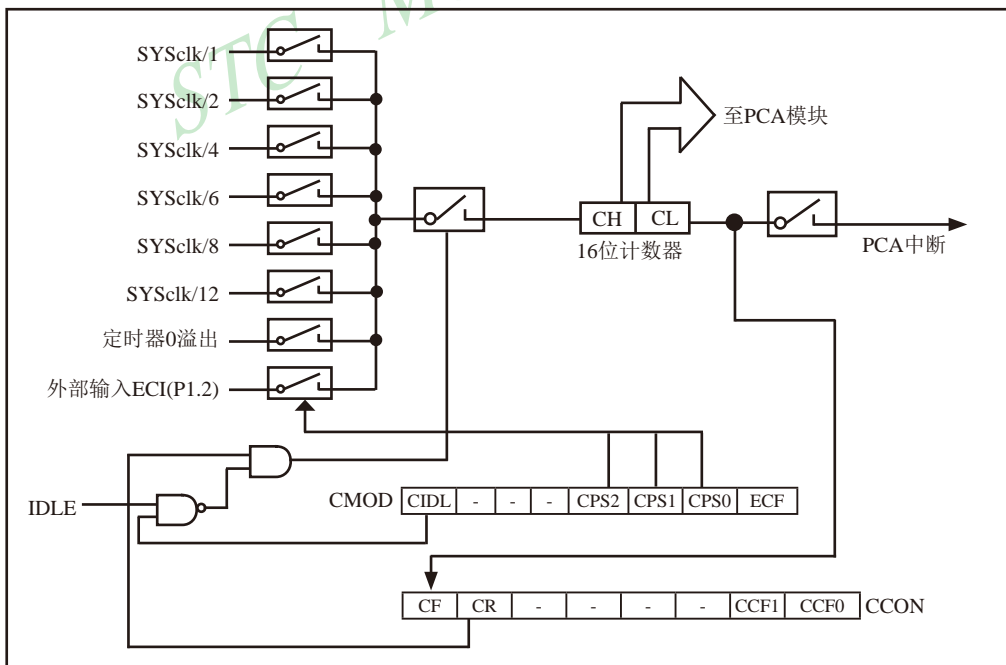 STC M
SYSclk/1
SYSclk/2
SYSclk/4
SYSclk/6
SYSclk/8
SYSclk/12
定时器0溢出
外部输入ECI(P1.2)
至PCA模块
CH CL
16位计数器
PCA中断
IDLE
CMOD CIDL - - - CPS2 CPS1 CPS0 ECF
CF CR - - - - CCF1 CCF0 CCON